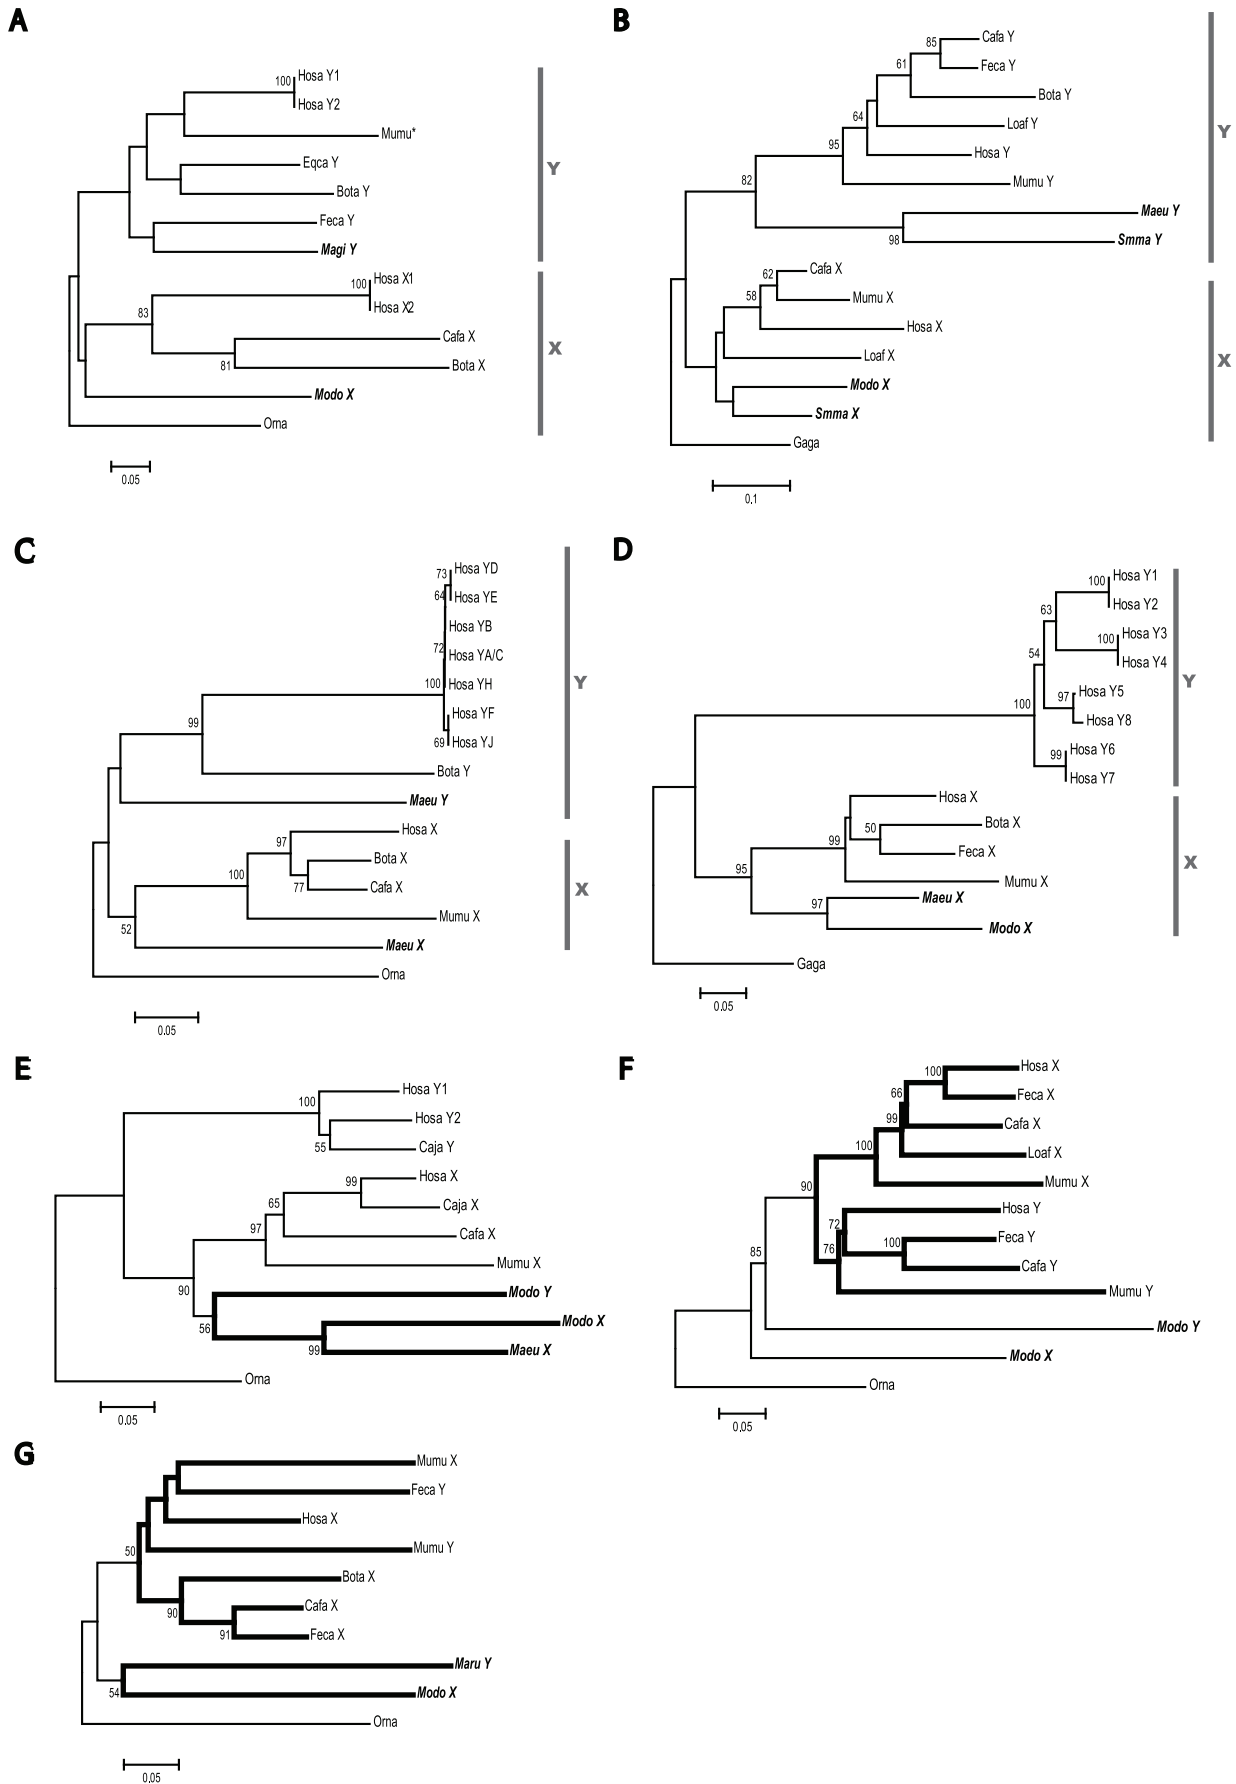 A
100
Hosa Y1
Hosa Y2
Mumu*
Eqca Y
Bota Y
Feca Y
Magi Y
Y
100
Hosa X1
Hosa X2
83
Cafa X
81
Bota X
Modo X
X
Orna
0.05
B
85
Cafa Y
61
Feca Y
Bota Y
64
Loaf Y
95
Hosa Y
82
Mumu Y
Maeu Y
98
Smma Y
Y
62
Cafa X
58
Mumu X
Hosa X
Loaf X
Modo X
Smma X
X
Gaga
0.1
C
73
Hosa YD
64
Hosa YE
Hosa YB
72
Hosa YA/C
100
Hosa YH
Hosa YF
69
Hosa YJ
99
Bota Y
Maeu Y
Y
97
Hosa X
Bota X
100
77
Cafa X
Mumu X
52
Maeu X
X
Orna
0.05
D
100
Hosa Y1
Hosa Y2
63
100
Hosa Y3
Hosa Y4
54
97
Hosa Y5
Hosa Y8
100
99
Hosa Y6
Hosa Y7
Y
Hosa X
50
Bota X
99
Feca X
95
Mumu X
97
Maeu X
Modo X
X
Gaga
0.05
E
100
Hosa Y1
Hosa Y2
55
Caja Y
99
Hosa X
65
Caja X
97
Cafa X
Mumu X
90
Modo Y
56
Modo X
99
Maeu X
Orna
0.05
F
100
Hosa X
66
Feca X
99
Cafa X
100
Loaf X
90
Mumu X
72
Hosa Y
76
100
Feca Y
Cafa Y
85
Mumu Y
Modo Y
Modo X
Orna
0.05
G
Mumu X
Feca Y
Hosa X
50
Mumu Y
Bota X
90
Cafa X
91
Feca X
Maru Y
54
Modo X
Orna
0.05